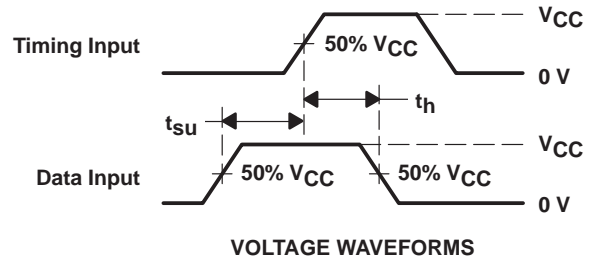 VCC
Timing Input
50% VCC
0 V
th
tsu
VCC
Data Input
50% VCC
50% VCC
0 V
VOLTAGE WAVEFORMS